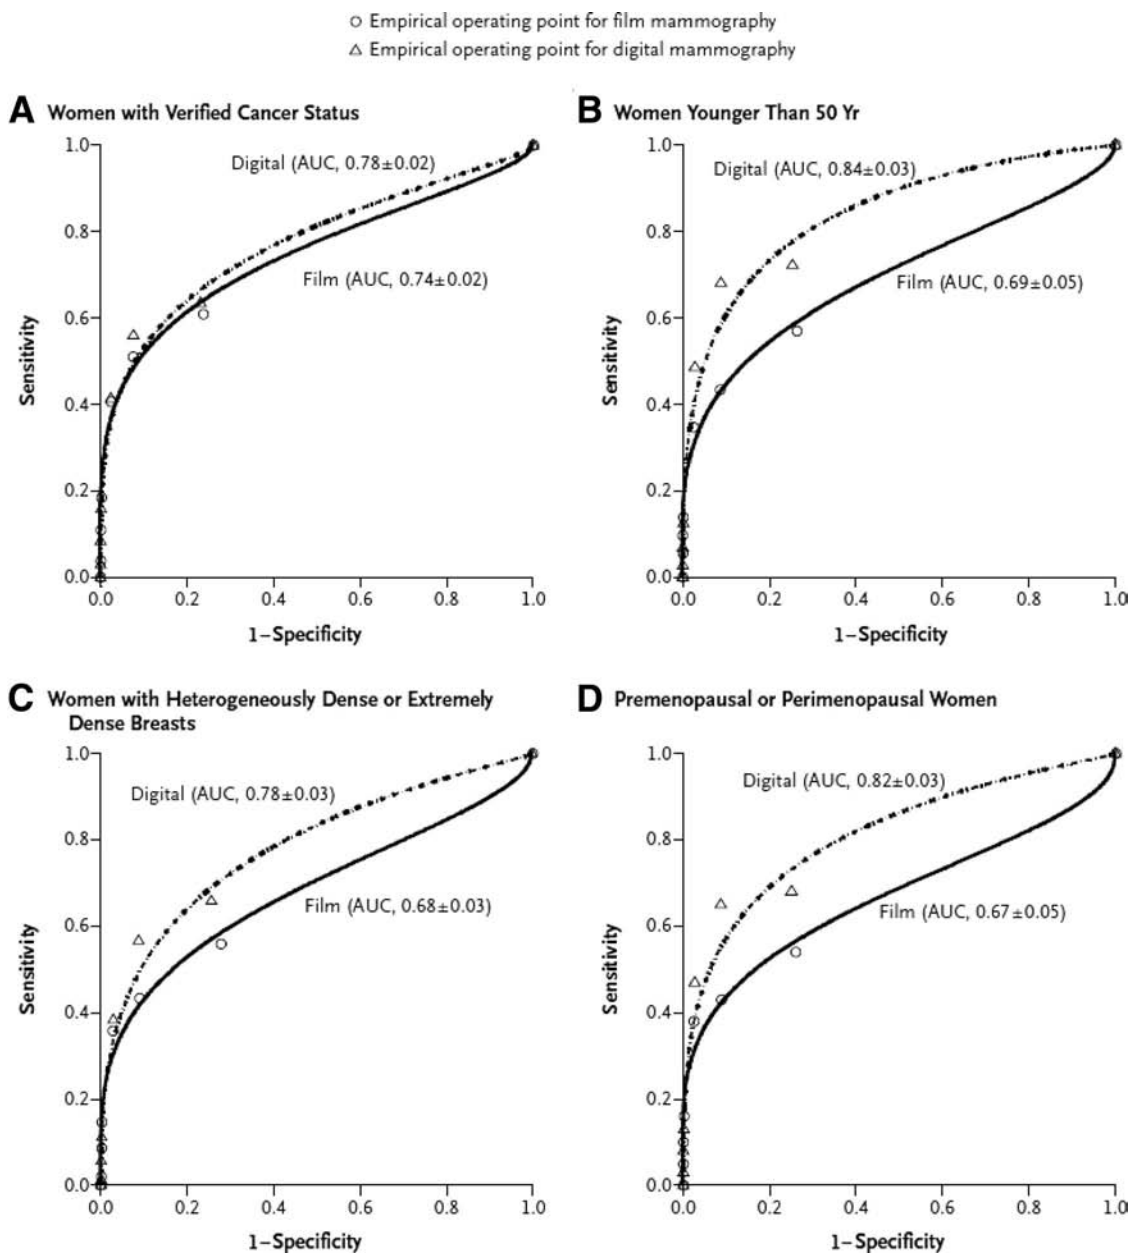 ○ Empirical operating point for film mammography
△ Empirical operating point for digital mammography
A Women with Verified Cancer Status
1.0
0.8
0.6
0.4
0.2
0.0
Sensitivity
Digital (AUC, 0.78±0.02)
Film (AUC, 0.74±0.02)
0.0 0.2 0.4 0.6 0.8 1.0
1–Specificity
B Women Younger Than 50 Yr
1.0
0.8
0.6
0.4
0.2
0.0
Sensitivity
Digital (AUC, 0.84±0.03)
Film (AUC, 0.69±0.05)
0.0 0.2 0.4 0.6 0.8 1.0
1–Specificity
C Women with Heterogeneously Dense or Extremely
Dense Breasts
1.0
0.8
0.6
0.4
0.2
0.0
Sensitivity
Digital (AUC, 0.78±0.03)
Film (AUC, 0.68±0.03)
0.0 0.2 0.4 0.6 0.8 1.0
1–Specificity
D Premenopausal or Perimenopausal Women
1.0
0.8
0.6
0.4
0.2
0.0
Sensitivity
Digital (AUC, 0.82±0.03)
Film (AUC, 0.67±0.05)
0.0 0.2 0.4 0.6 0.8 1.0
1–Specificity